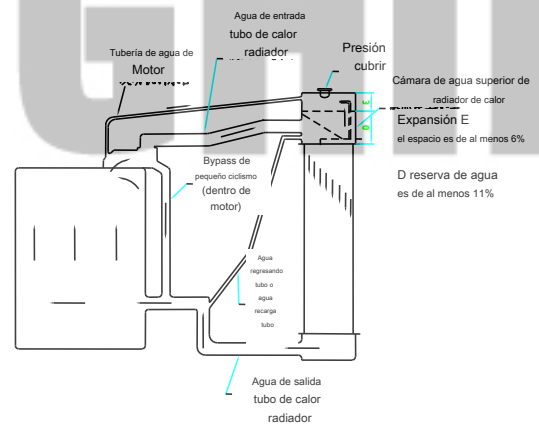 Agua de entrada
tubo de calor
radiador
Tubería de agua de
Motor
Presión
cubrir
Cámara de agua superior de
radiador de calor
Expansión E
el espacio es de al menos 6%
D reserva de agua
es de al menos 11%
E
D
Bypass de
pequeño ciclismo
(dentro de
motor)
Agua
regresando
tubo o
agua
recarga
tubo
Agua de salida
tubo de calor
radiador